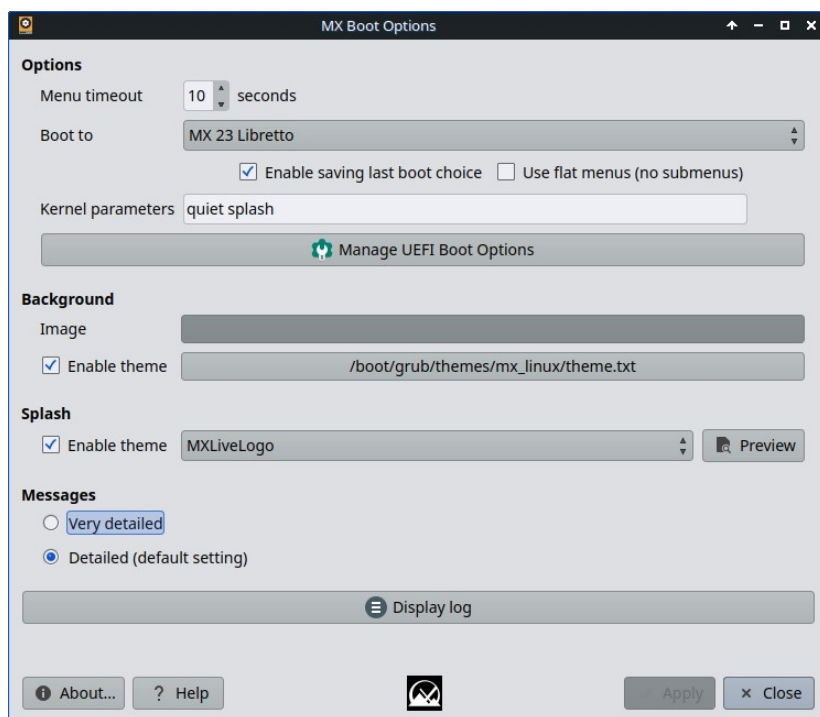 MX Boot Options
Options
Menu timeout 10 seconds
Boot to MX 23 Libretto
Enable saving last boot choice Use flat menus (no submenus)
Kernel parameters quiet splash
Manage UEFI Boot Options
Background
Image
Enable theme /boot/grub/themes/mx_linux/theme.txt
Splash
Enable theme MXLiveLogo Preview
Messages
Very detailed
Detailed (default setting)
Display log
About... ? Help Apply Close